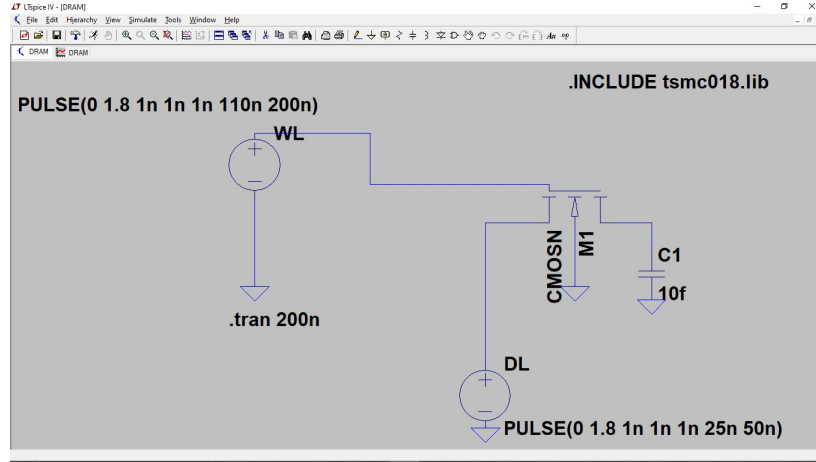 LTspice IV - [DRAM]
File Edit Hierarchy View Simulate Tools Window Help
DRAM DRAM
.INCLUDE tsmc018.lib
PULSE(0 1.8 1n 1n 1n 110n 200n)
WL
CMOSN
M1
C1
10f
.tran 200n
DL
PULSE(0 1.8 1n 1n 1n 25n 50n)